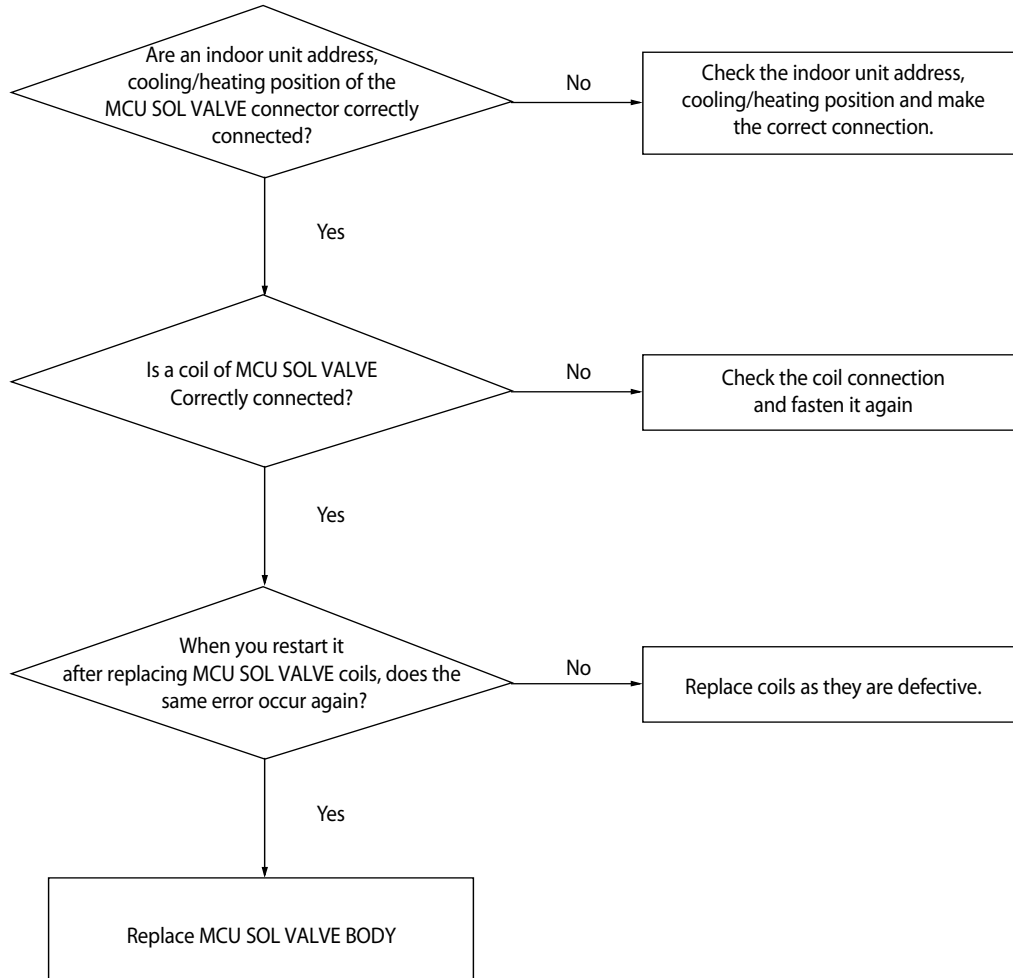 Are an indoor unit address,
cooling/heating position of the
MCU SOL VALVE connector correctly
connected?
No
Check the indoor unit address,
cooling/heating position and make
the correct connection.
Yes
Is a coil of MCU SOL VALVE
Correctly connected?
No
Check the coil connection
and fasten it again
Yes
When you restart it
after replacing MCU SOL VALVE coils, does the
same error occur again?
No
Replace coils as they are defective.
Yes
Replace MCU SOL VALVE BODY